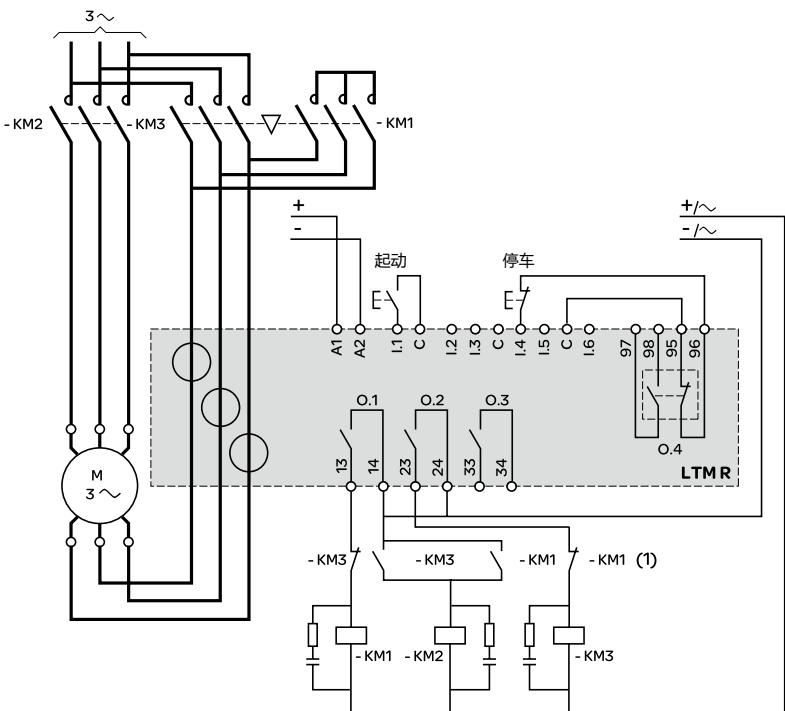 3～
-KM2
-KM3
-KM1
+
-
+/～
-/～
起动
停车
A1
A2
I.1
C
I.2
I.3
C
I.4
I.5
C
I.6
97
98
95
96
O.1
O.2
O.3
O.4
13
14
23
24
33
34
LTM R
M
3～
-KM3
-KM3
-KM1
-KM1 (1)
-KM1
-KM2
-KM3